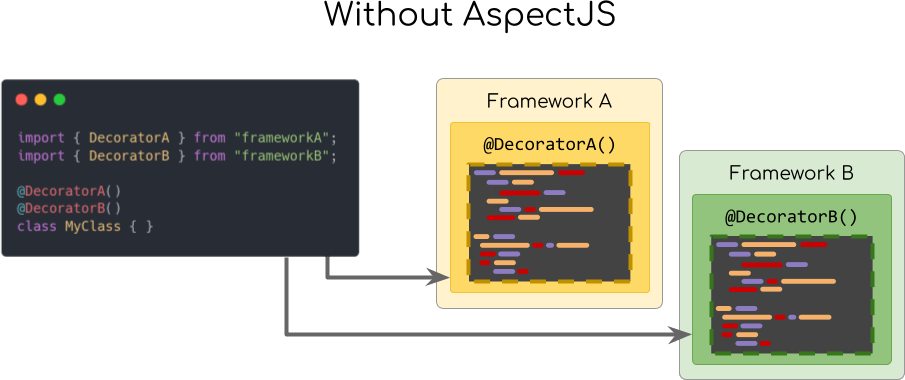 Without AspectJS
import { DecoratorA } from "frameworkA";
import { DecoratorB } from "frameworkB";
@DecoratorA()
@DecoratorB()
class MyClass { }
Framework A
@DecoratorA()
Framework B
@DecoratorB()